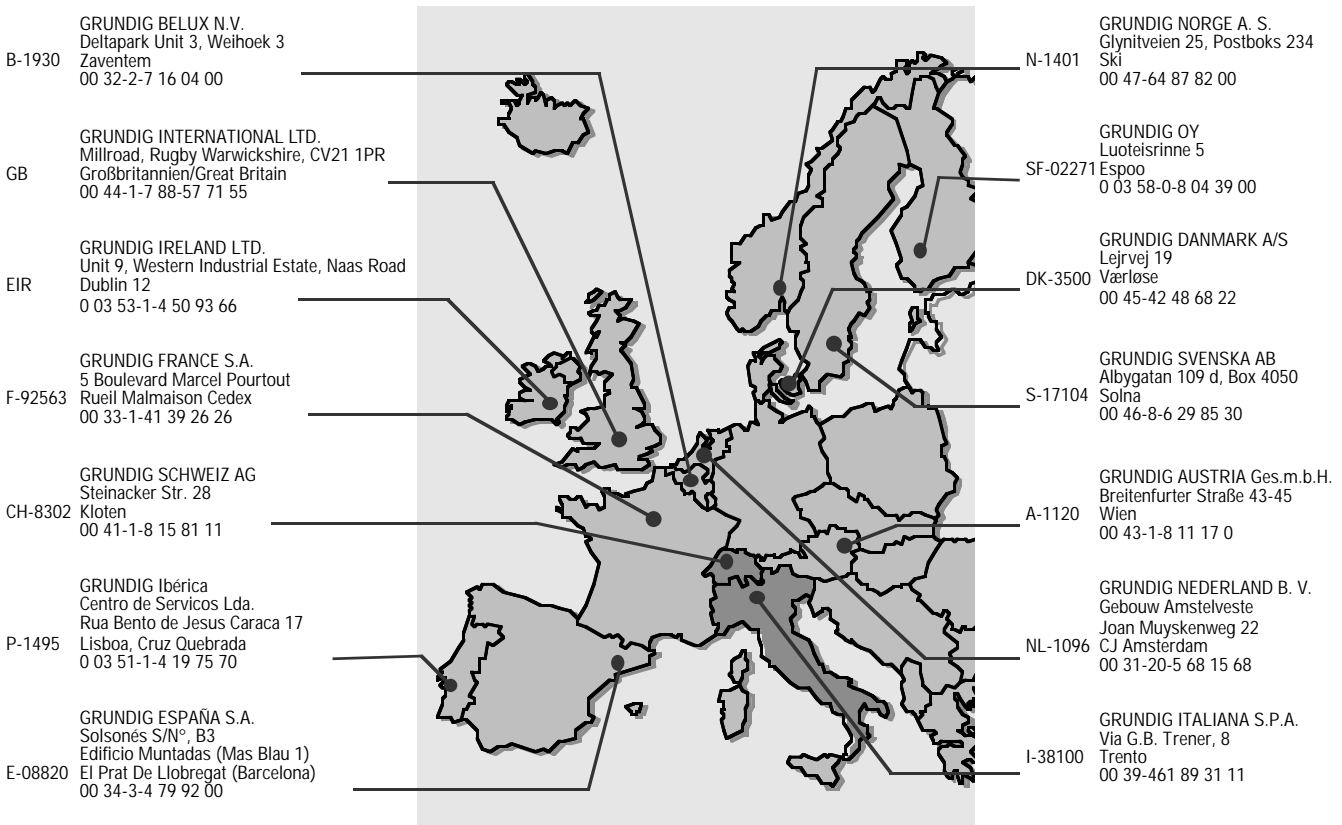 GRUNDIG BELUX N.V.
Deltapark Unit 3, Weihoek 3
B-1930 Zaventem
00 32-2-7 16 04 00
GRUNDIG INTERNATIONAL LTD.
Millroad, Rugby Warwickshire, CV21 1PR
GB Großbritannien/Great Britain
00 44-1-7 88-57 71 55
GRUNDIG IRELAND LTD.
Unit 9, Western Industrial Estate, Naas Road
EIR Dublin 12
0 03 53-1-4 50 93 66
GRUNDIG FRANCE S.A.
5 Boulevard Marcel Pourtout
F-92563 Rueil Malmaison Cedex
00 33-1-41 39 26 26
GRUNDIG SCHWEIZ AG
Steinacker Str. 28
CH-8302 Kloten
00 41-1-8 15 81 11
GRUNDIG Ibérica
Centro de Servicos Lda.
Rua Bento de Jesus Caraca 17
P-1495 Lisboa, Cruz Quebrada
0 03 51-1-4 19 75 70
GRUNDIG ESPAÑA S.A.
Solsonés S/N°, B3
Edificio Muntadas (Mas Blau 1)
E-08820 El Prat De Llobregat (Barcelona)
00 34-3-4 79 92 00
GRUNDIG NORGE A. S.
Glynitveien 25, Postboks 234
N-1401 Ski
00 47-64 87 82 00
GRUNDIG OY
Luoteisrinne 5
SF-02271 Espoo
0 03 58-0-8 04 39 00
GRUNDIG DANMARK A/S
Lejrvej 19
DK-3500 Værløse
00 45-42 48 68 22
GRUNDIG SVENSKA AB
Albygatan 109 d, Box 4050
S-17104 Solna
00 46-8-6 29 85 30
GRUNDIG AUSTRIA Ges.m.b.H.
Breitenfurter Straße 43-45
A-1120 Wien
00 43-1-8 11 17 0
GRUNDIG NEDERLAND B. V.
Gebouw Amstelveste
Joan Muyskenweg 22
NL-1096 CJ Amsterdam
00 31-20-5 68 15 68
GRUNDIG ITALIANA S.P.A.
Via G.B. Trener, 8
I-38100 Trento
00 39-461 89 31 11